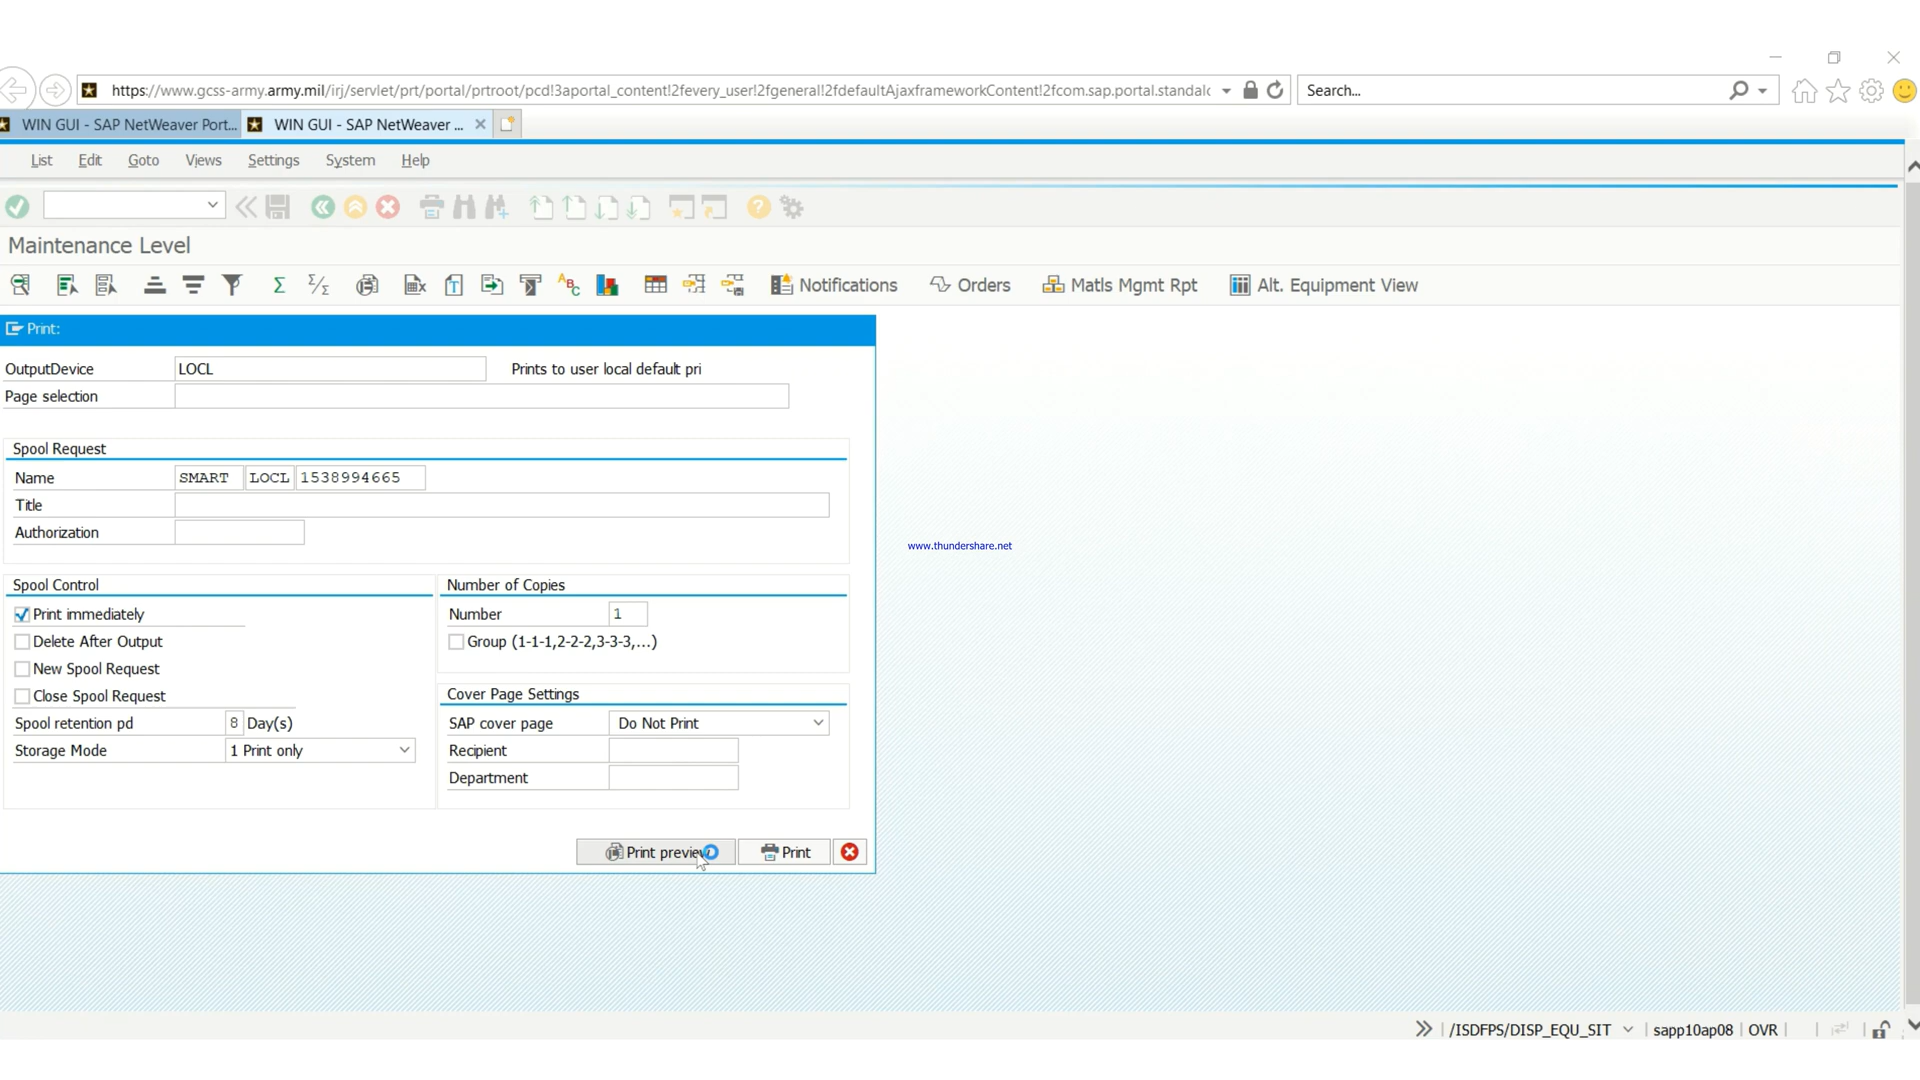 https://www.gcss-army.army.mil/irj/servlet/prt/portal/prtroot/pcd!3aportal_content!2fevery_user!2fgeneral!2fdefaultAjaxframeworkContent!2fcom.sap.portal.standalc
Search...
WIN GUI - SAP NetWeaver Port...
WIN GUI - SAP NetWeaver ...
List Edit Goto Views Settings System Help
Maintenance Level
Notifications Orders Matls Mgmt Rpt Alt. Equipment View
Print:
OutputDevice LOCL Prints to user local default pri
Page selection
Spool Request
Name SMART LOCL 1538994665
Title
Authorization
www.thundershare.net
Spool Control
Print immediately
Delete After Output
New Spool Request
Close Spool Request
Spool retention pd 8 Day(s)
Storage Mode 1 Print only
Number of Copies
Number 1
Group (1-1-1,2-2-2,3-3-3,...)
Cover Page Settings
SAP cover page Do Not Print
Recipient
Department
Print preview Print
/ISDFPS/DISP_EQU_SIT sapp10ap08 OVR